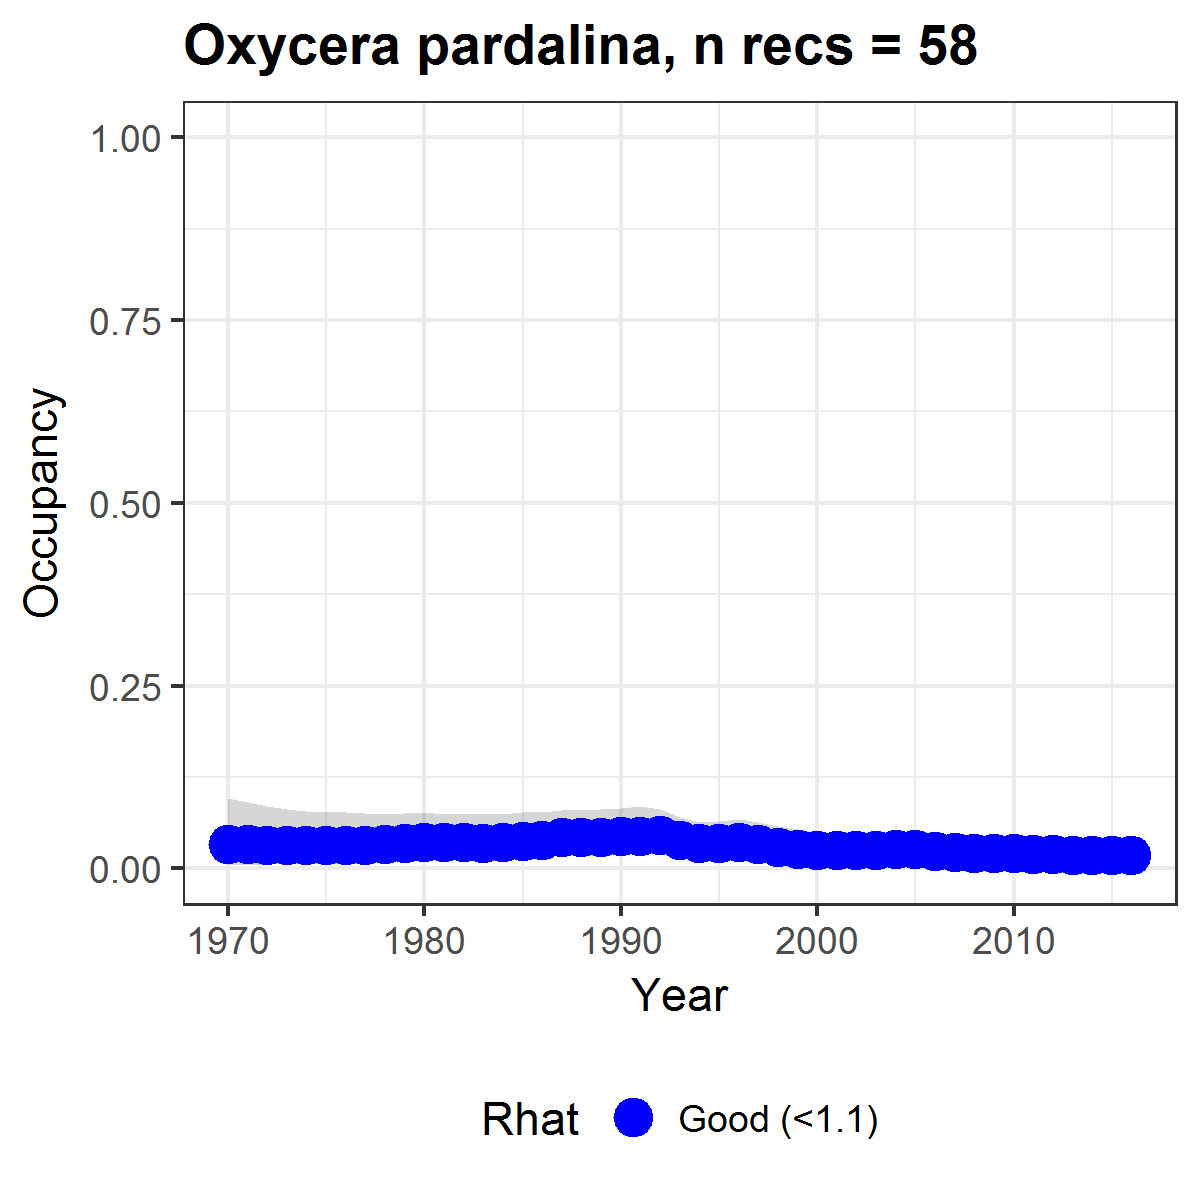 Oxycera pardalina, n recs = 58
1.00
0.75
0.50
0.25
0.00
Occupancy
1970 1980 1990 2000 2010
Year
Rhat Good (<1.1)